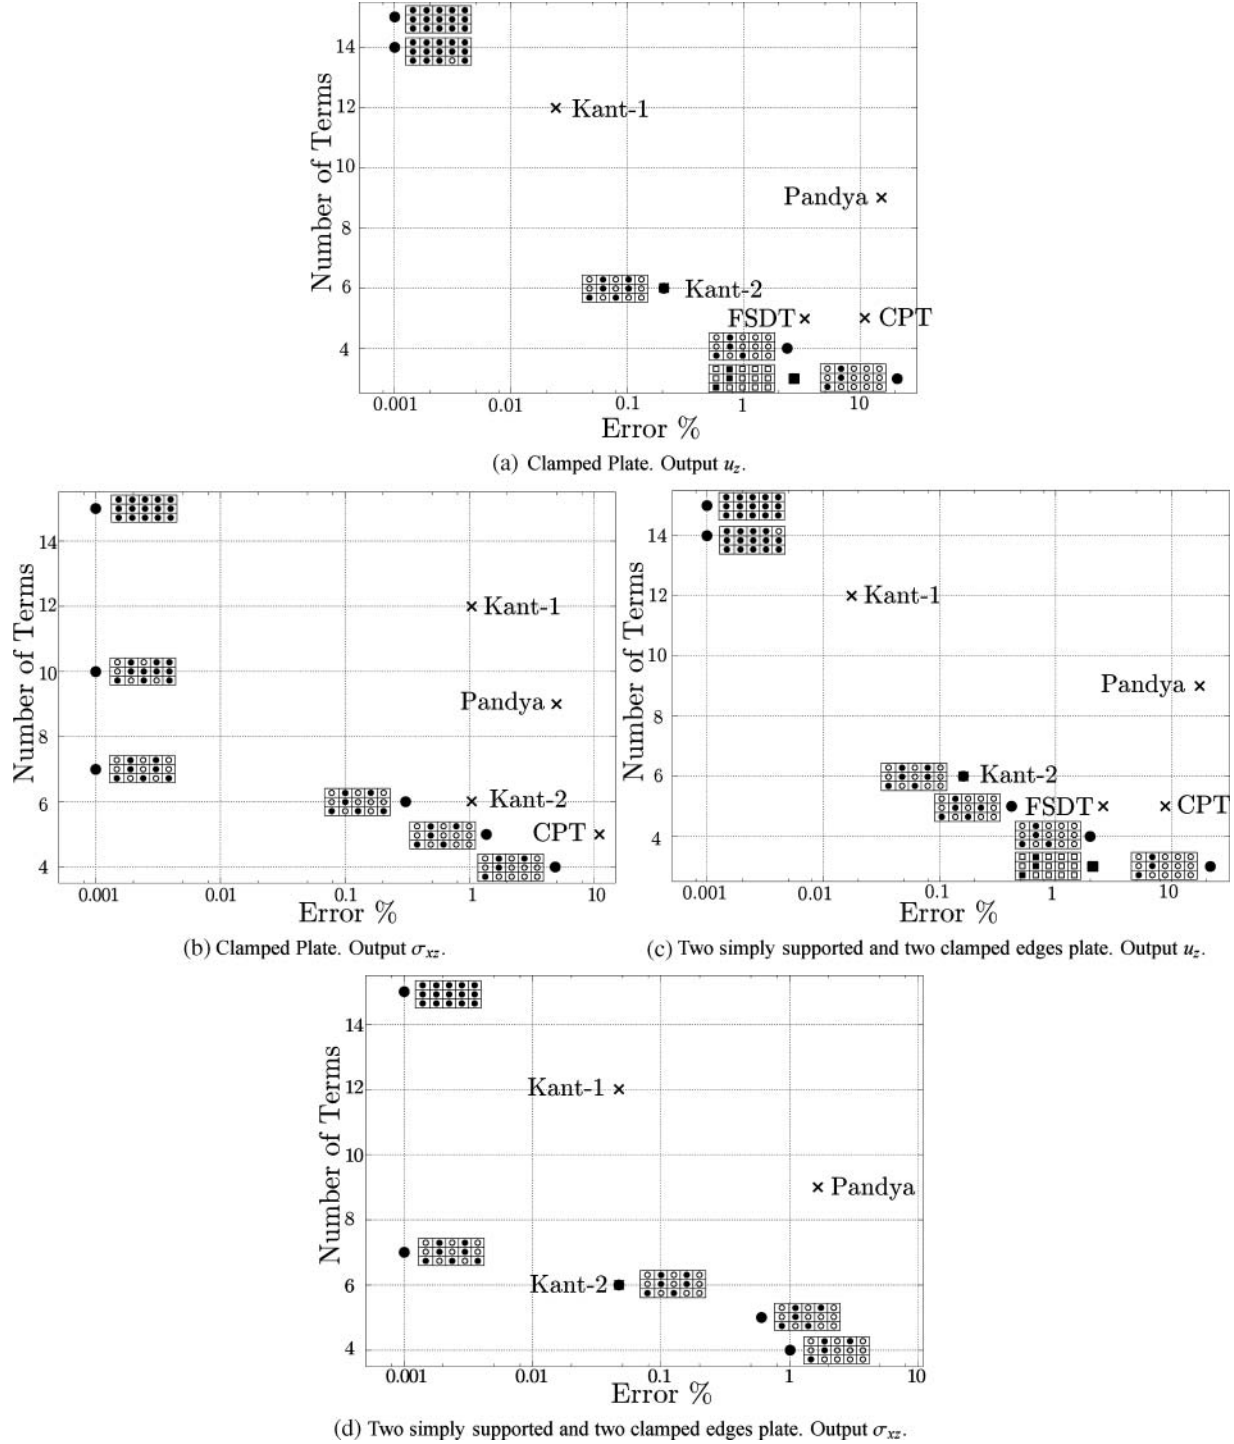 Number of Terms
14
12
10
8
6
4
Kant-1
Pandya
Kant-2
FSDT
CPT
0.001
0.01
0.1
1
10
Error %
(a) Clamped Plate. Output u_z.
Number of Terms
14
12
10
8
6
4
Kant-1
Pandya
Kant-2
CPT
0.001
0.1
1
10
Error %
(b) Clamped Plate. Output σ_xz.
Number of Terms
14
12
10
8
6
4
Kant-1
Pandya
Kant-2
FSDT
CPT
0.001
0.01
0.1
1
10
Error %
(c) Two simply supported and two clamped edges plate. Output u_z.
Number of Terms
14
12
10
8
6
4
Kant-1
Pandya
Kant-2
0.001
0.01
0.1
1
10
Error %
(d) Two simply supported and two clamped edges plate. Output σ_xz.